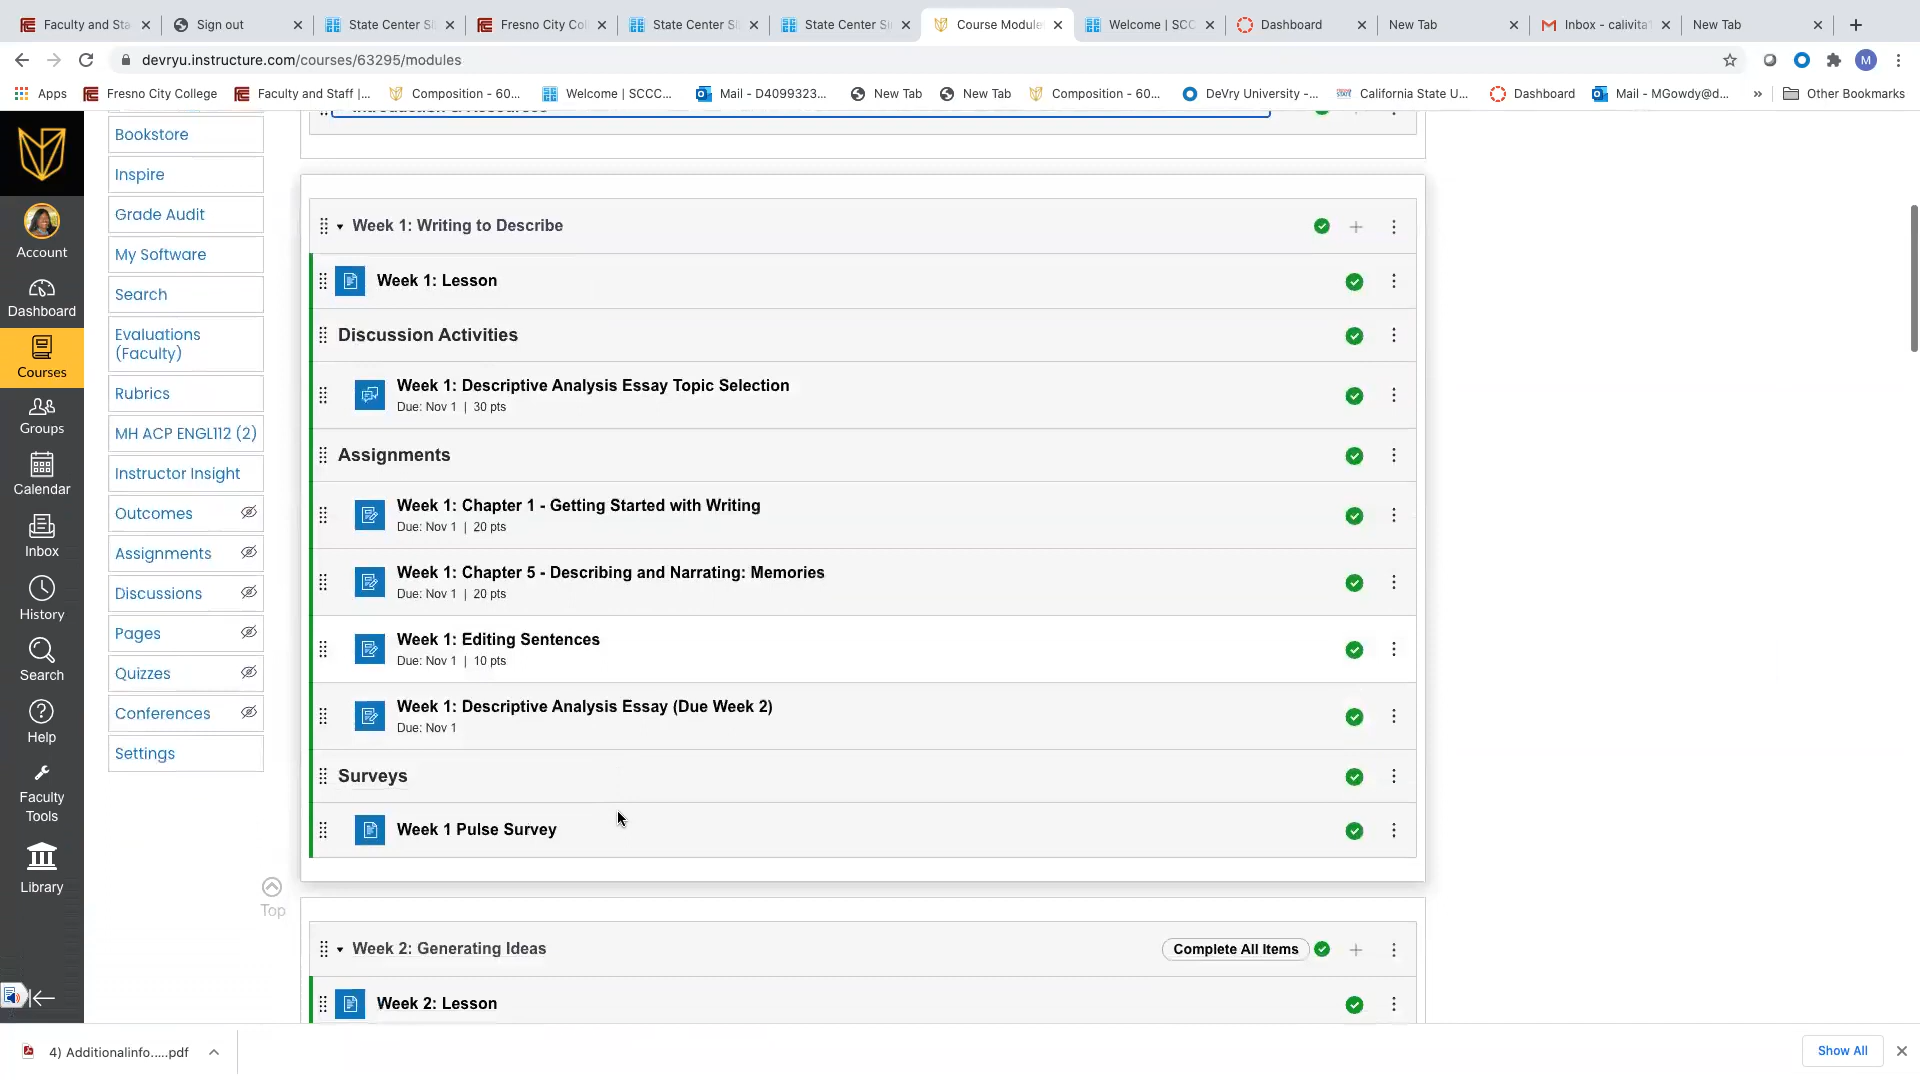 Faculty and Sta
Sign out
State Center S
Fresno City Co
State Center S
State Center S
Course Module
Welcome | SCC
Dashboard
New Tab
Inbox - calivita
New Tab
devryu.instructure.com/courses/63295/modules
M
Apps
Fresno City College
Faculty and Staff |...
Composition - 60...
Welcome | SCCC...
Mail - D4099323...
New Tab
New Tab
Composition - 60...
DeVry University -...
California State U...
Dashboard
Mail - MGowdy@d...
»
Other Bookmarks
Account
Dashboard
Courses
Groups
Calendar
Inbox
History
Search
Help
Faculty
Tools
Library
Bookstore
Inspire
Grade Audit
My Software
Search
Evaluations
(Faculty)
Rubrics
MH ACP ENGL112 (2)
Instructor Insight
Outcomes
Assignments
Discussions
Pages
Quizzes
Conferences
Settings
Top
Week 1: Writing to Describe
Week 1: Lesson
Discussion Activities
Week 1: Descriptive Analysis Essay Topic Selection
Due: Nov 1 | 30 pts
Assignments
Week 1: Chapter 1 - Getting Started with Writing
Due: Nov 1 | 20 pts
Week 1: Chapter 5 - Describing and Narrating: Memories
Due: Nov 1 | 20 pts
Week 1: Editing Sentences
Due: Nov 1 | 10 pts
Week 1: Descriptive Analysis Essay (Due Week 2)
Due: Nov 1
Surveys
Week 1 Pulse Survey
Week 2: Generating Ideas
Complete All Items
Week 2: Lesson
4) Additionalinfo.....pdf
Show All